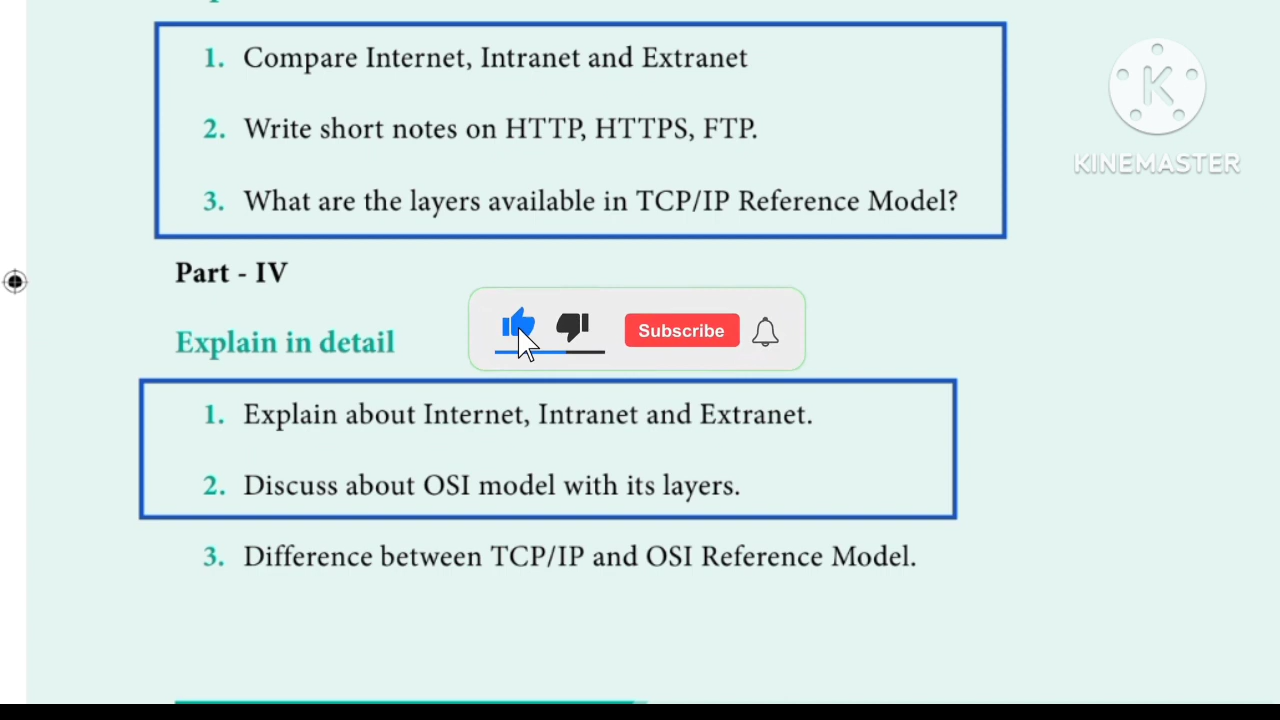 1. Compare Internet, Intranet and Extranet
KINEMASTER
2. Write short notes on HTTP, HTTPS, FTP.
3. What are the layers available in TCP/IP Reference Model?
Part - IV
Explain in detail
Subscribe
1. Explain about Internet, Intranet and Extranet.
2. Discuss about OSI model with its layers.
3. Difference between TCP/IP and OSI Reference Model.